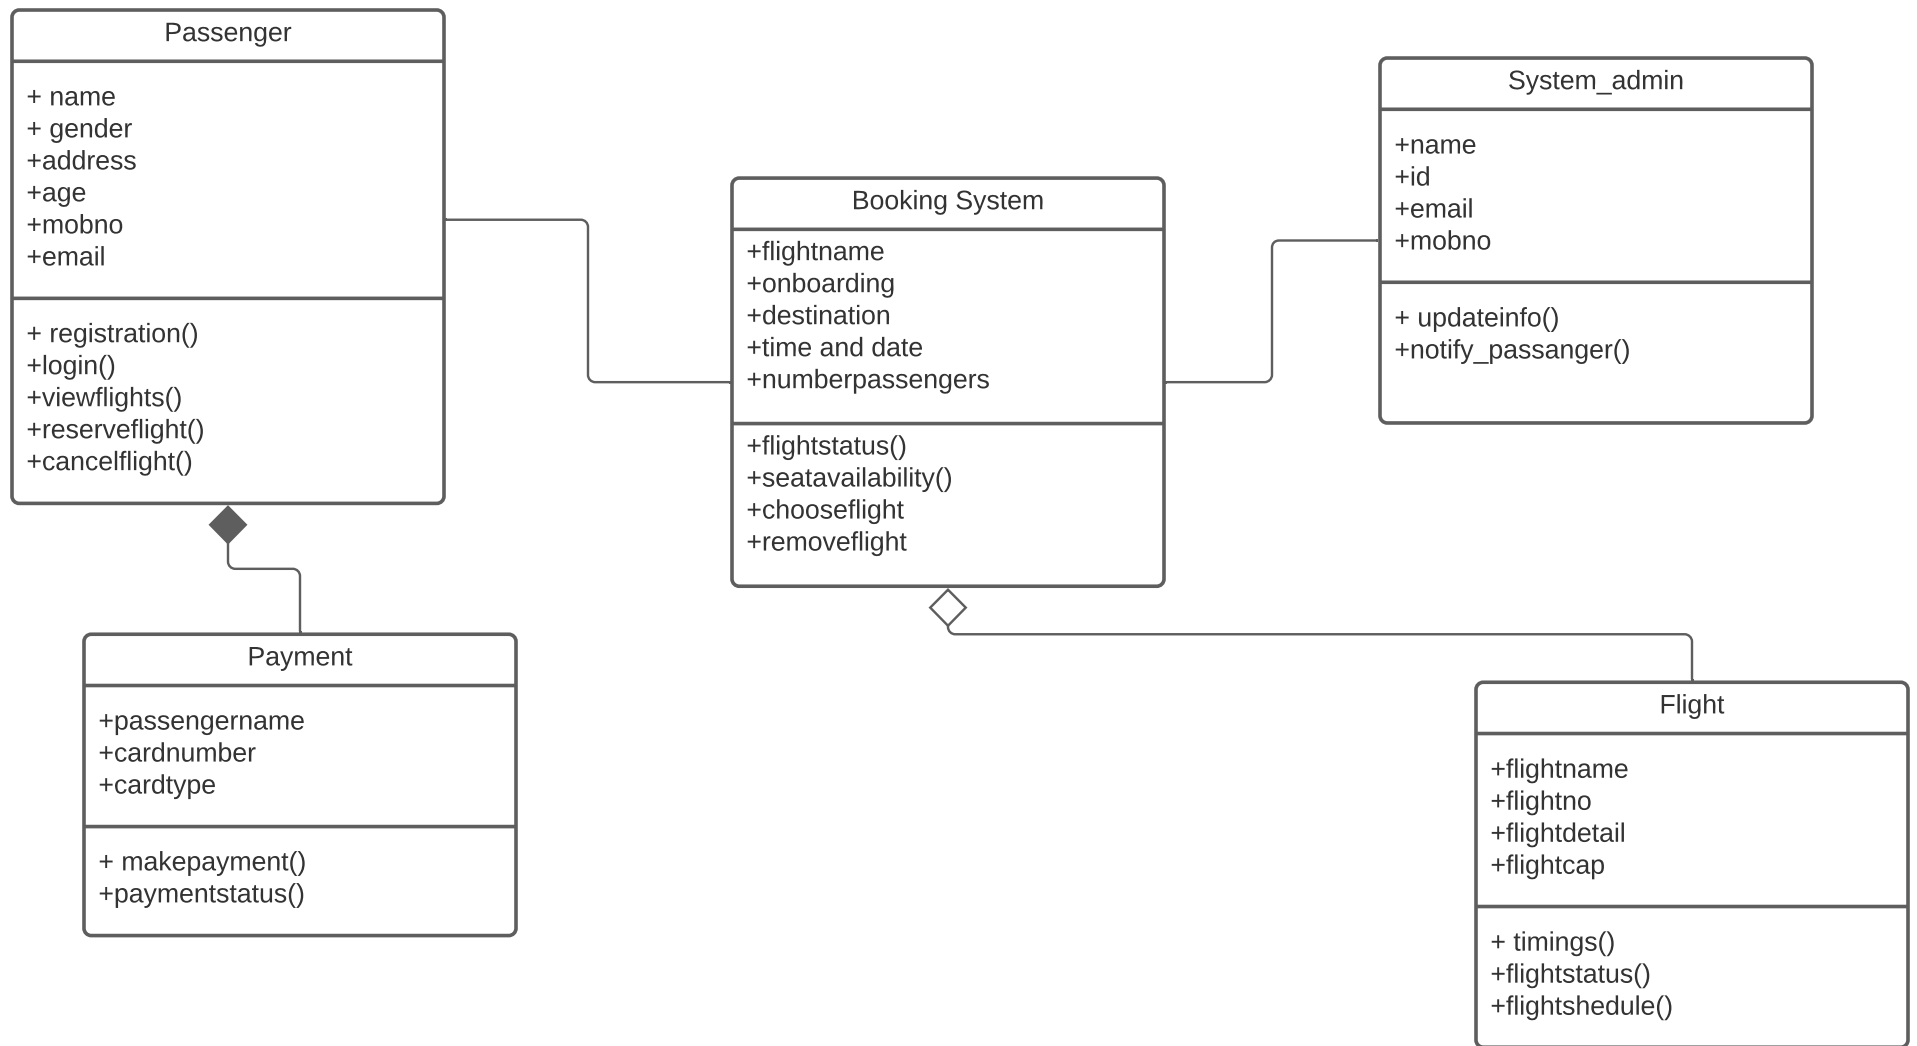 Passenger
+ name
+ gender
+address
+age
+mobno
+email
+ registration()
+login()
+viewflights()
+reserveflight()
+cancelflight()
Booking System
+flightname
+onboarding
+destination
+time and date
+numberpassengers
+flightstatus()
+seatavailability()
+chooseflight
+removeflight
System_admin
+name
+id
+email
+mobno
+ updateinfo()
+notify_passanger()
Payment
+passengername
+cardnumber
+cardtype
+ makepayment()
+paymentstatus()
Flight
+flightname
+flightno
+flightdetail
+flightcap
+ timings()
+flightstatus()
+flightshedule()